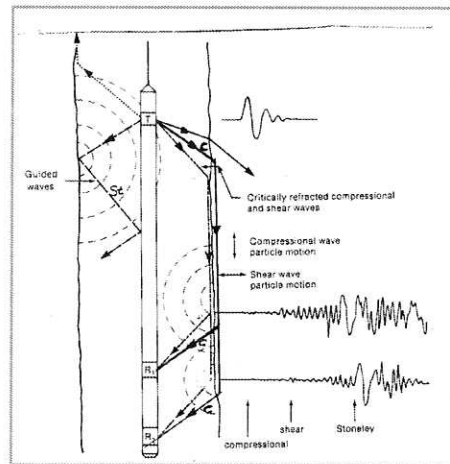 T
C
Guided
waves
St
Critically refracted compressional
and shear waves
Compressional wave
particle motion
Shear wave
particle motion
R₁
R₂
compressional
shear
Stoneley